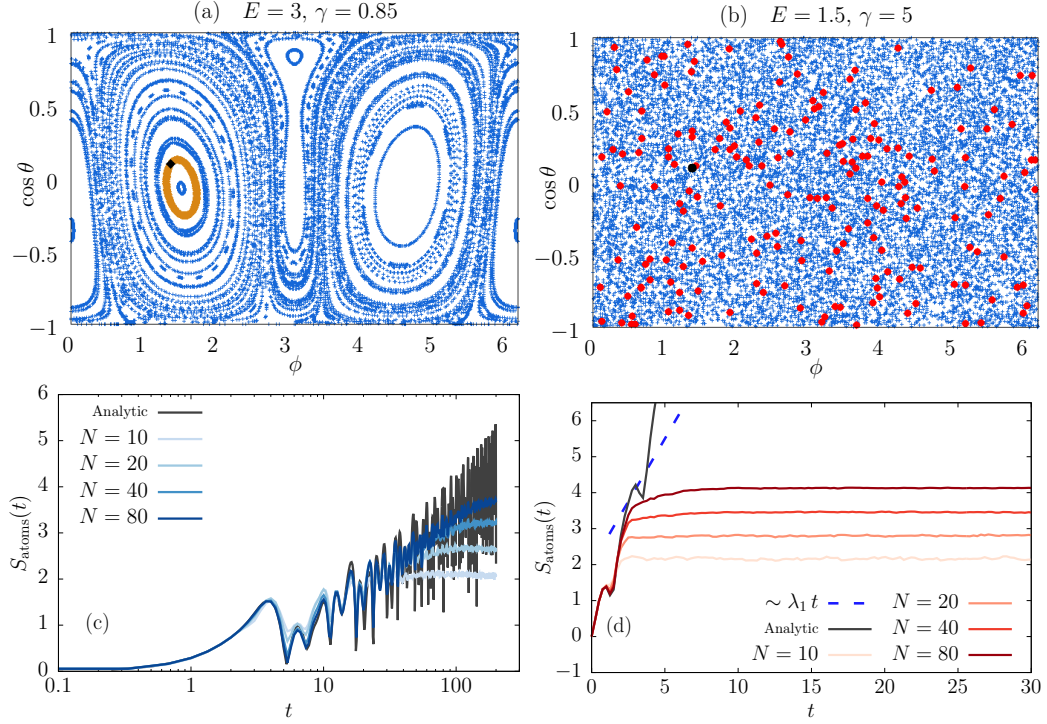 (a) E = 3, γ = 0.85
cos θ
1
0.5
0
−0.5
−1
0 1 2 3 4 5 6
ϕ
(b) E = 1.5, γ = 5
cos θ
1
0.5
0
−0.5
−1
0 1 2 3 4 5 6
ϕ
S_atoms(t)
6
5
4
3
2
1
0
Analytic
N = 10
N = 20
N = 40
N = 80
(c)
0.1 1 10 100
t
S_atoms(t)
6
5
4
3
2
1
0
−1
∼ λ₁ t
Analytic
N = 10
N = 20
N = 40
N = 80
(d)
0 5 10 15 20 25 30
t